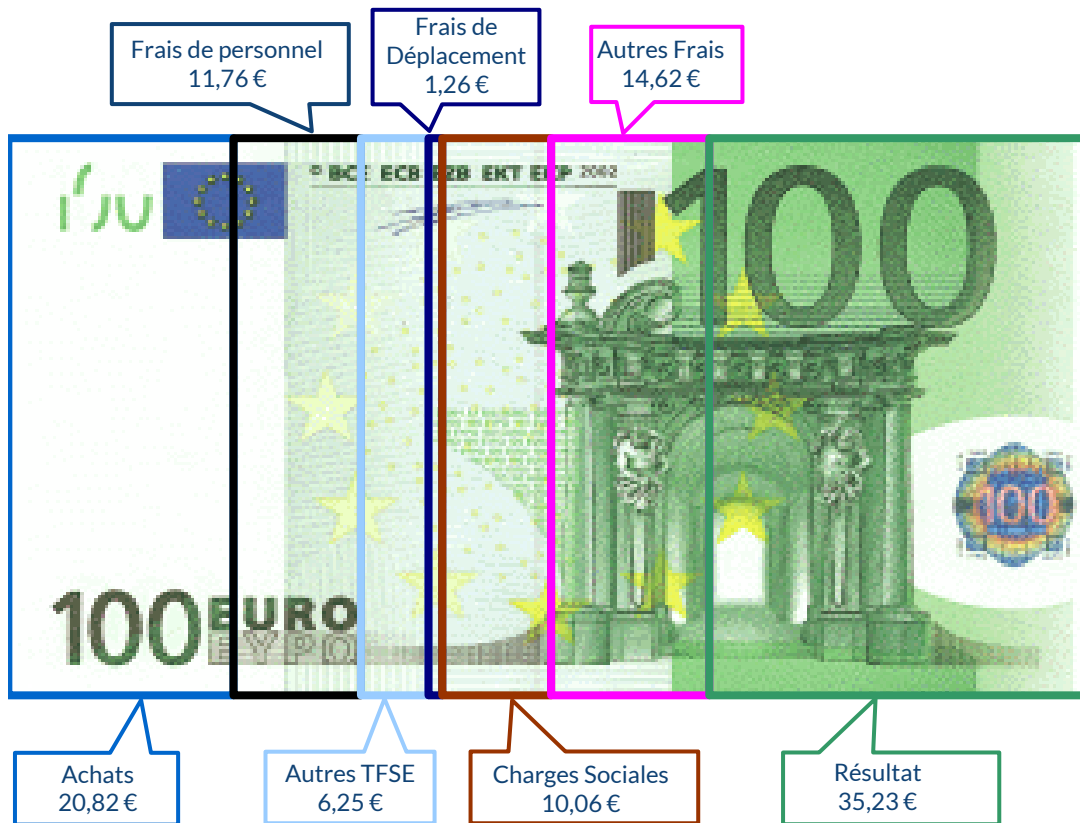 Frais de personnel
11,76 €
Frais de
Déplacement
1,26 €
Autres Frais
14,62 €
© BCE ECB EZB EKT EKP 2002
100
100
100 EURO
ΕΥΡΩ
Achats
20,82 €
Autres TFSE
6,25 €
Charges Sociales
10,06 €
Résultat
35,23 €